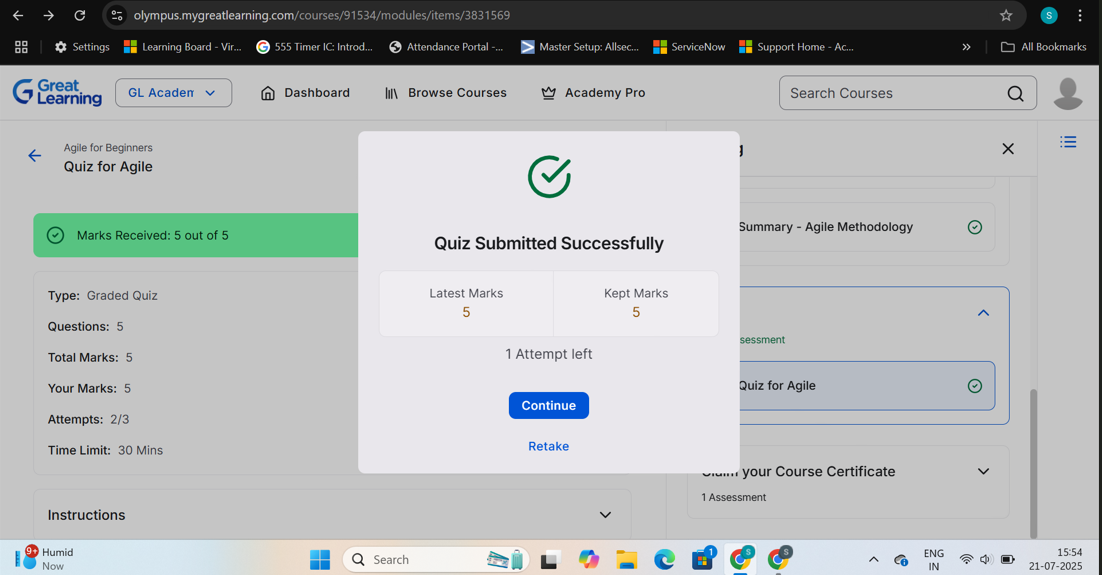 olympus.mygreatlearning.com/courses/91534/modules/items/3831569
S
Settings
Learning Board - Vir...
555 Timer IC: Introd...
Attendance Portal -...
Master Setup: Allsec...
ServiceNow
Support Home - Ac...
»
All Bookmarks
Great Learning
GL Academ
Dashboard
Browse Courses
Academy Pro
Search Courses
Agile for Beginners
Quiz for Agile
Marks Received: 5 out of 5
Type: Graded Quiz
Questions: 5
Total Marks: 5
Your Marks: 5
Attempts: 2/3
Time Limit: 30 Mins
Instructions
Quiz Submitted Successfully
Latest Marks
5
Kept Marks
5
1 Attempt left
Continue
Retake
g
Summary - Agile Methodology
sessment
Quiz for Agile
Claim your Course Certificate
1 Assessment
9+
Humid
Now
Search
1
S
S
ENG
IN
15:54
21-07-2025